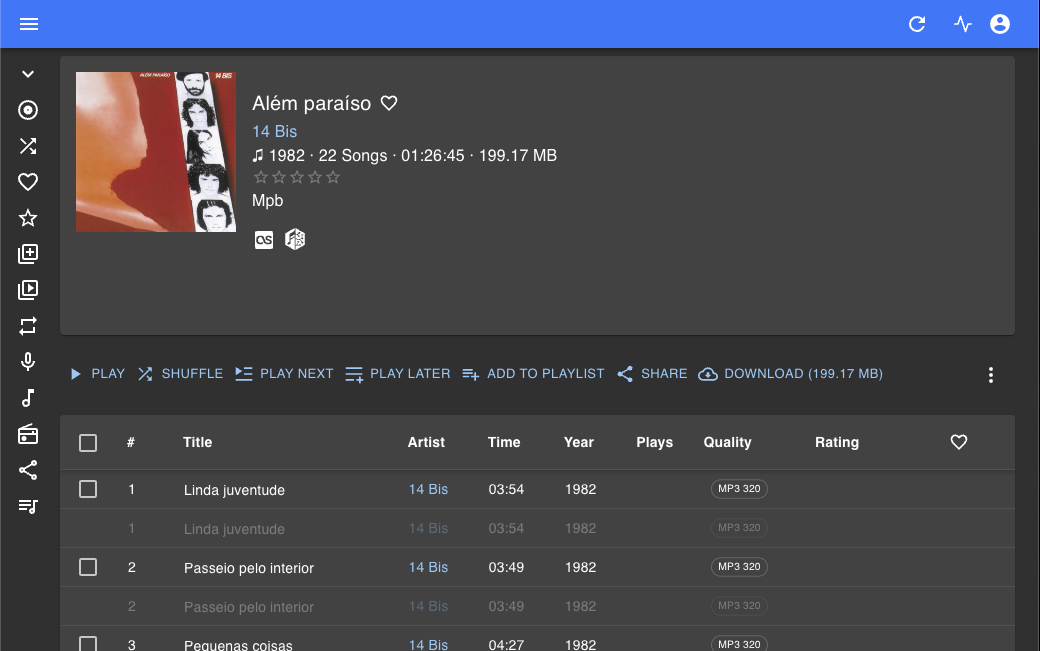 ALÉM PARAÍSO 14 BIS
Além paraíso
14 Bis
1982 · 22 Songs · 01:26:45 · 199.17 MB
Mpb
PLAY SHUFFLE PLAY NEXT PLAY LATER ADD TO PLAYLIST SHARE DOWNLOAD (199.17 MB)
# Title Artist Time Year Plays Quality Rating
1 Linda juventude 14 Bis 03:54 1982 MP3 320
1 Linda juventude 14 Bis 03:54 1982 MP3 320
2 Passeio pelo interior 14 Bis 03:49 1982 MP3 320
2 Passeio pelo interior 14 Bis 03:49 1982 MP3 320
3 Pequenas coisas 14 Bis 04:27 1982 MP3 320